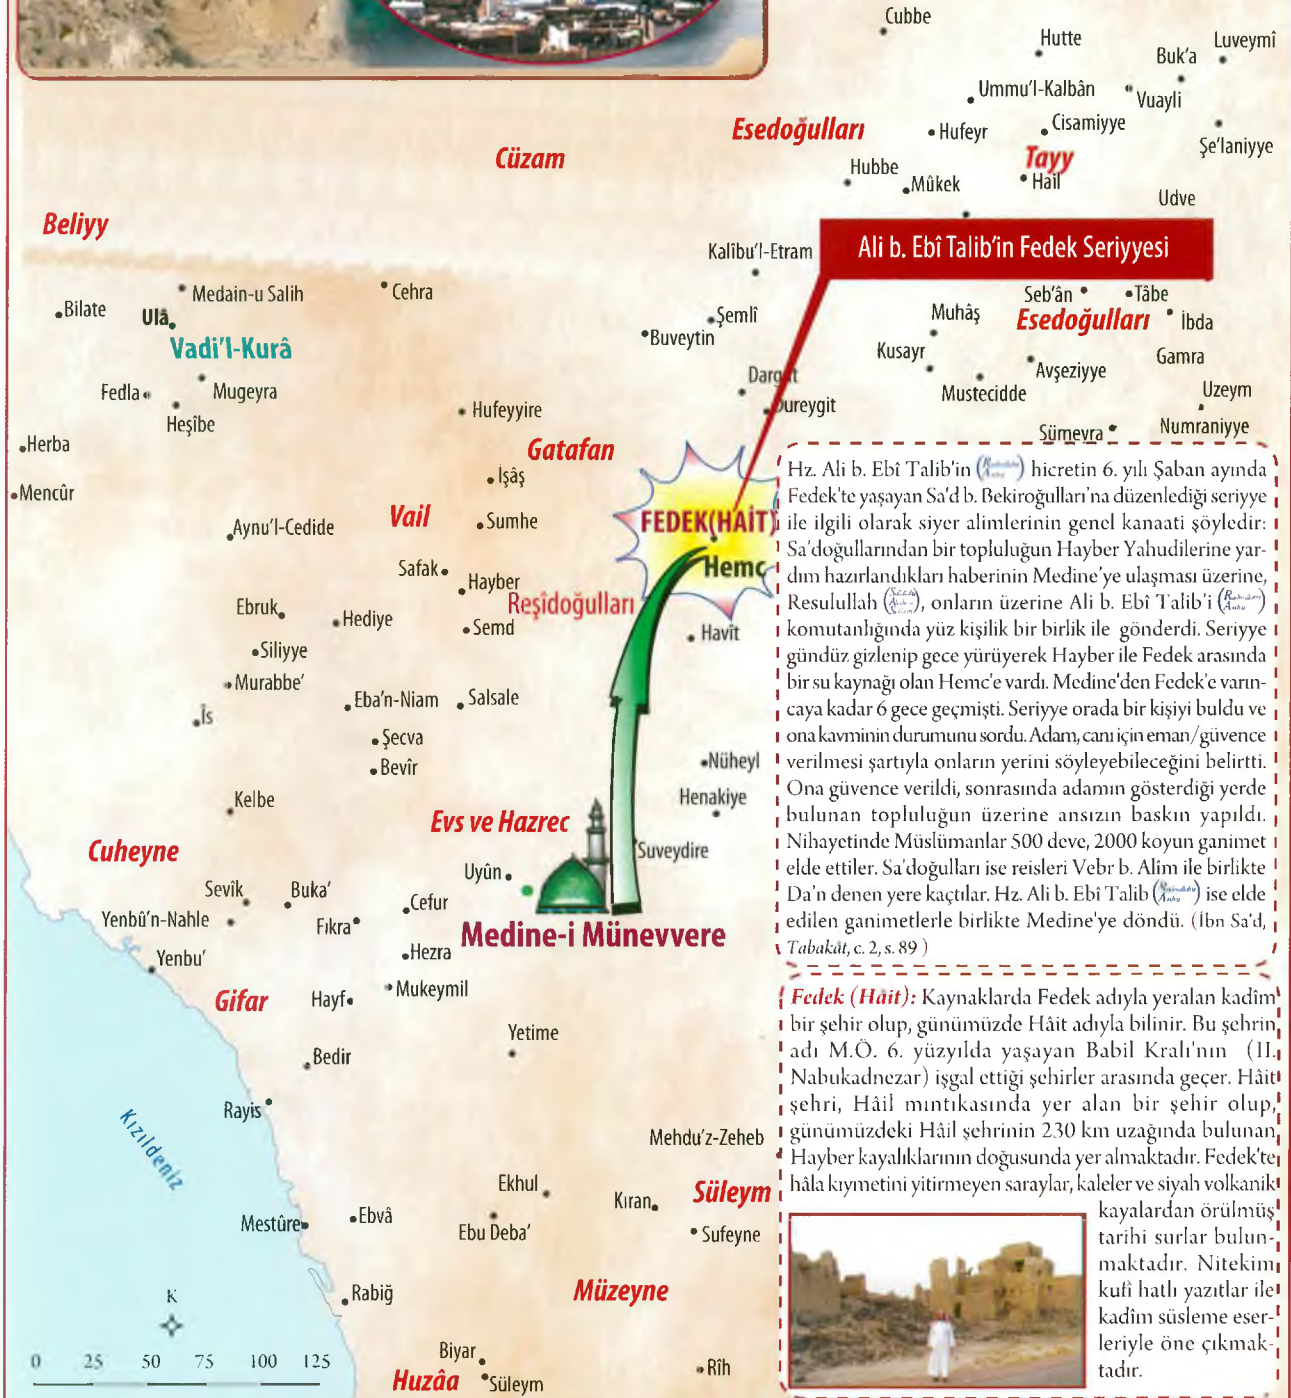 Cubbe
Hutte
Luveymî
Buk'a
Ummu'l-Kalbân
Vuayli
Esedoğulları
Hufeyr
Cisamiyye
Şe'laniyye
Cüzam
Tayy
Hubbe
Mûkek
Hail
Udve
Beliyy
Ali b. Ebî Talib'in Fedek Seriyyesi
Kalîbu'l-Etram
Medain-u Salih
Cehra
Bilate
Ulâ
Vadi'l-Kurâ
Seb'ân
Tâbe
Muhâş
Esedoğulları
İbda
Şemlî
Buveytin
Kusayr
Avşeziyye
Gamra
Fedla
Mugeyra
Heşîbe
Mustecidde
Uzeym
Hufeyyire
Sümevra
Numraniyye
Herba
Gatafan
İşâş
Mencûr
Vail
Sumhe
Aynu'l-Cedide
FEDEK(HAİT)
Hemc
Safak
Hayber
Reşîdoğulları
Ebruk
Hediye
Semd
Havît
Siliyye
Murabbe'
Eba'n-Niam
Salsale
Îs
Şecva
Bevîr
Nüheyl
Kelbe
Henakiye
Evs ve Hazrec
Cuheyne
Suveydire
Uyûn
Sevîk
Buka'
Cefur
Yenbû'n-Nahle
Fıkra
Medine-i Münevvere
Yenbu'
Hezra
Gifar
Hayf
Mukeymil
Yetime
Bedir
Rayis
Kızıldeniz
Mehdu'z-Zeheb
Ekhul
Kıran
Süleym
Mestûre
Ebvâ
Ebu Deba'
Sufeyne
Müzeyne
Rabiğ
K
0 25 50 75 100 125
Biyar
Huzâa
Süleym
Rîh
Hz. Ali b. Ebî Talib'in hicretin 6. yılı Şaban ayında
Fedek'te yaşayan Sa'd b. Bekiroğulları'na düzenlediği seriyye
ile ilgili olarak siyer alimlerinin genel kanaati şöyledir:
Sa'doğullarından bir topluluğun Hayber Yahudilerine yar-
dım hazırlandıkları haberinin Medine'ye ulaşması üzerine,
Resulullah , onların üzerine Ali b. Ebî Talib'i
komutanlığında yüz kişilik bir birlik ile gönderdi. Seriyye
gündüz gizlenip gece yürüyerek Hayber ile Fedek arasında
bir su kaynağı olan Hemc'e vardı. Medine'den Fedek'e varın-
caya kadar 6 gece geçmişti. Seriyye orada bir kişiyi buldu ve
ona kavminin durumunu sordu. Adam, canı için eman/güvence
verilmesi şartıyla onların yerini söyleyebileceğini belirtti.
Ona güvence verildi, sonrasında adamın gösterdiği yerde
bulunan topluluğun üzerine ansızın baskın yapıldı.
Nihayetinde Müslümanlar 500 deve, 2000 koyun ganimet
elde ettiler. Sa'doğulları ise reisleri Vebr b. Alîm ile birlikte
Da'n denen yere kaçtılar. Hz. Ali b. Ebî Talib ise elde
edilen ganimetlerle birlikte Medine'ye döndü. (İbn Sa'd,
Tabakât, c. 2, s. 89 )
Fedek (Hâit): Kaynaklarda Fedek adıyla yeralan kadîm
bir şehir olup, günümüzde Hâit adıyla bilinir. Bu şehrin
adı M.Ö. 6. yüzyılda yaşayan Babil Kralı'nın (II.
Nabukadnezar) işgal ettiği şehirler arasında geçer. Hâit
şehri, Hâil mıntıkasında yer alan bir şehir olup,
günümüzdeki Hâil şehrinin 230 km uzağında bulunan
Hayber kayalıklarının doğusunda yer almaktadır. Fedek'te
hâla kıymetini yitirmeyen saraylar, kaleler ve siyah volkanik
kayalardan örülmüş
tarihi surlar bulun-
maktadır. Nitekim
kufî hatlı yazıtlar ile
kadîm süsleme eser-
leriyle öne çıkmak-
tadır.